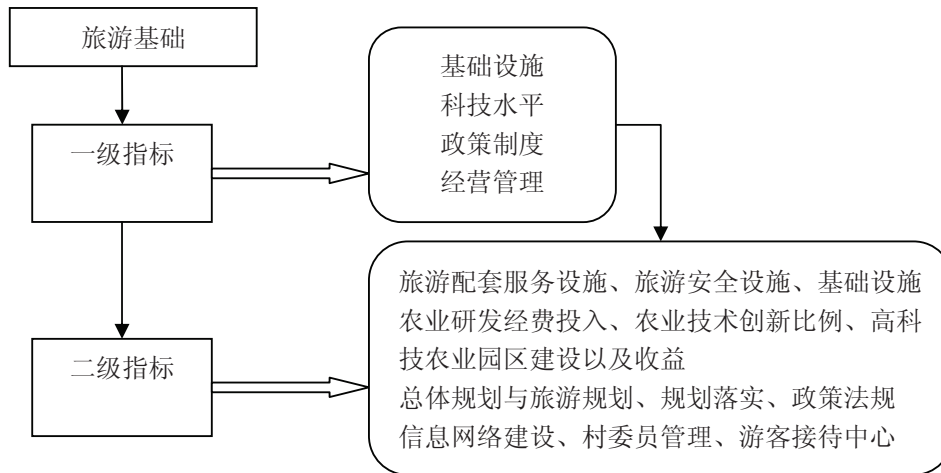 旅游基础
一级指标
基础设施
科技水平
政策制度
经营管理
二级指标
旅游配套服务设施、旅游安全设施、基础设施
农业研发经费投入、农业技术创新比例、高科
技农业园区建设以及收益
总体规划与旅游规划、规划落实、政策法规
信息网络建设、村委员管理、游客接待中心